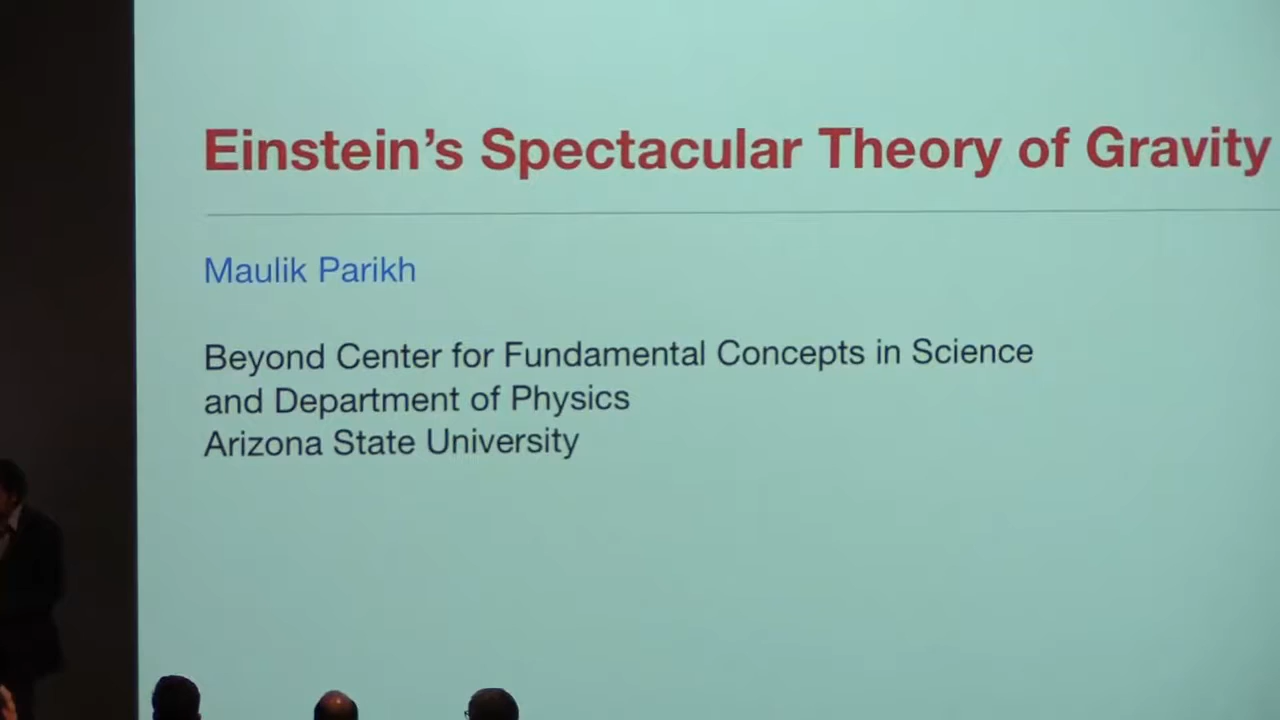 Einstein’s Spectacular Theory of Gravity
Maulik Parikh
Beyond Center for Fundamental Concepts in Science
and Department of Physics
Arizona State University